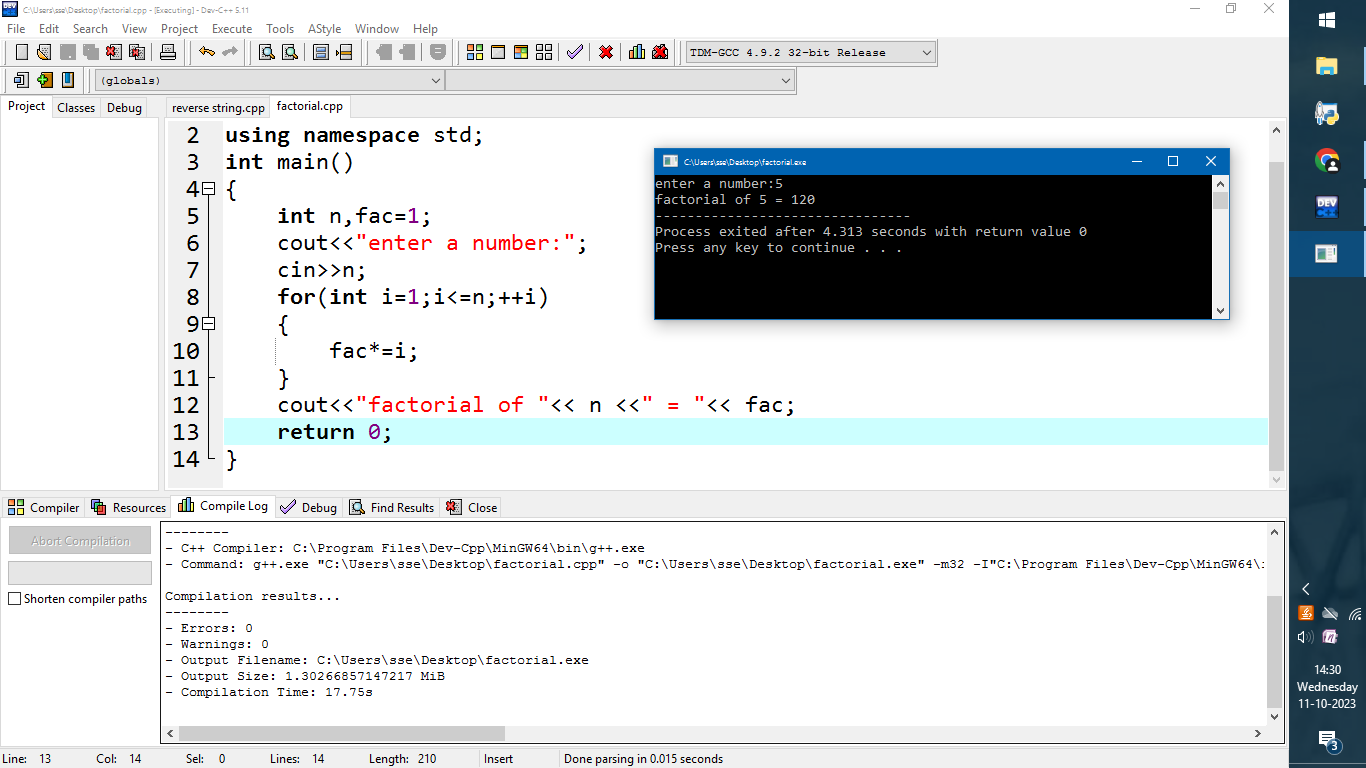 C:\Users\sse\Desktop\factorial.cpp - [Executing] - Dev-C++ 5.11
File Edit Search View Project Execute Tools AStyle Window Help
TDM-GCC 4.9.2 32-bit Release
(globals)
Project Classes Debug
reverse string.cpp factorial.cpp
2 using namespace std;
3 int main()
4 {
5 int n,fac=1;
6 cout<<"enter a number:";
7 cin>>n;
8 for(int i=1;i<=n;++i)
9 {
10 fac*=i;
11 }
12 cout<<"factorial of "<< n <<" = "<< fac;
13 return 0;
14 }
C:\Users\sse\Desktop\factorial.exe
enter a number:5
factorial of 5 = 120
--------------------------------
Process exited after 4.313 seconds with return value 0
Press any key to continue . . .
Compiler Resources Compile Log Debug Find Results Close
Abort Compilation
Shorten compiler paths
--------
- C++ Compiler: C:\Program Files\Dev-Cpp\MinGW64\bin\g++.exe
- Command: g++.exe "C:\Users\sse\Desktop\factorial.cpp" -o "C:\Users\sse\Desktop\factorial.exe" -m32 -I"C:\Program Files\Dev-Cpp\MinGW64\
Compilation results...
--------
- Errors: 0
- Warnings: 0
- Output Filename: C:\Users\sse\Desktop\factorial.exe
- Output Size: 1.30266857147217 MiB
- Compilation Time: 17.75s
Line: 13 Col: 14 Sel: 0 Lines: 14 Length: 210 Insert Done parsing in 0.015 seconds
DEV
C++
14:30
Wednesday
11-10-2023
3